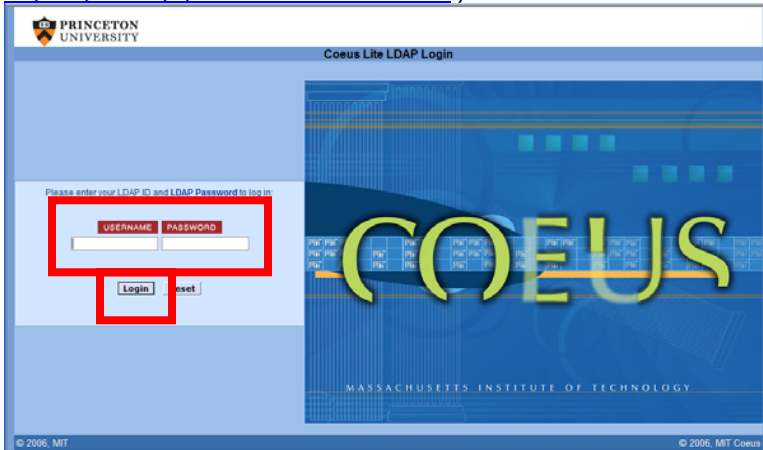 PRINCETON
UNIVERSITY
Coeus Lite LDAP Login
Please enter your LDAP ID and LDAP Password to log in:
USERNAME PASSWORD
Login
COEUS
MASSACHUSETTS INSTITUTE OF TECHNOLOGY
© 2006, MIT © 2006, MIT Coeus